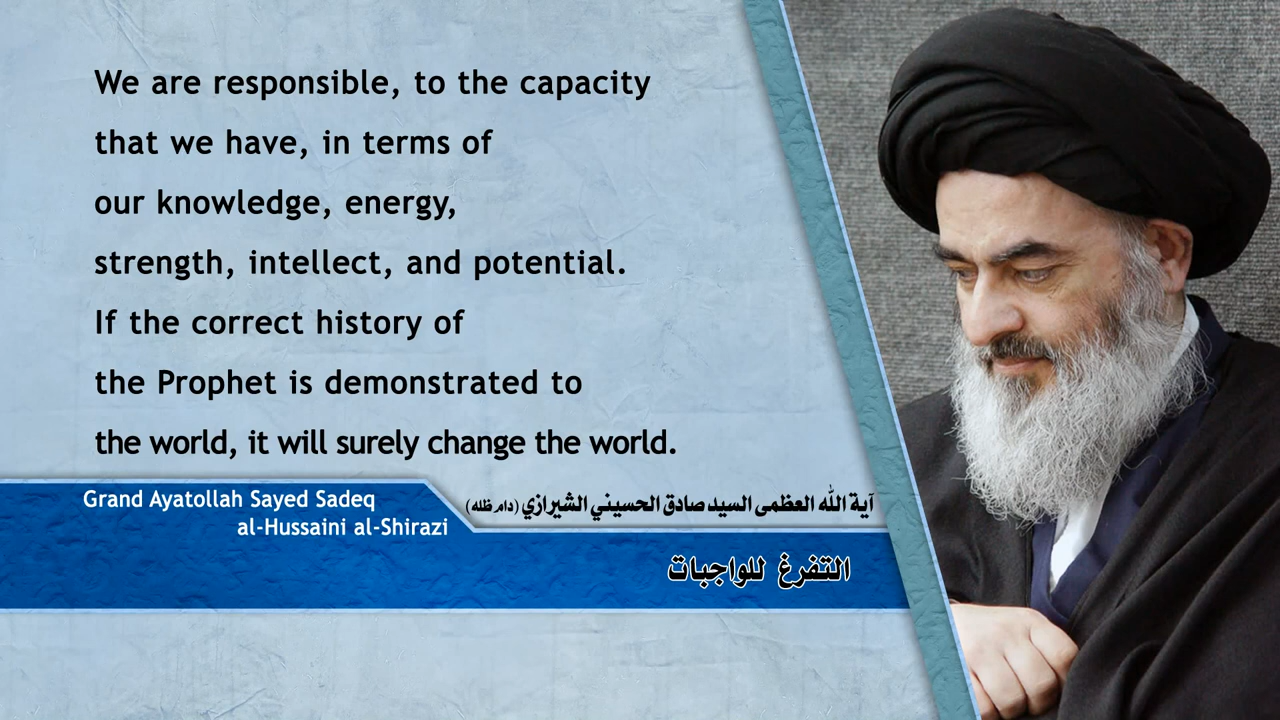 We are responsible, to the capacity
that we have, in terms of
our knowledge, energy,
strength, intellect, and potential.
If the correct history of
the Prophet is demonstrated to
the world, it will surely change the world.
Grand Ayatollah Sayed Sadeq
al-Hussaini al-Shirazi
آية الله العظمى السيد صادق الحسيني الشيرازي (دام ظله)
التفرغ للواجبات